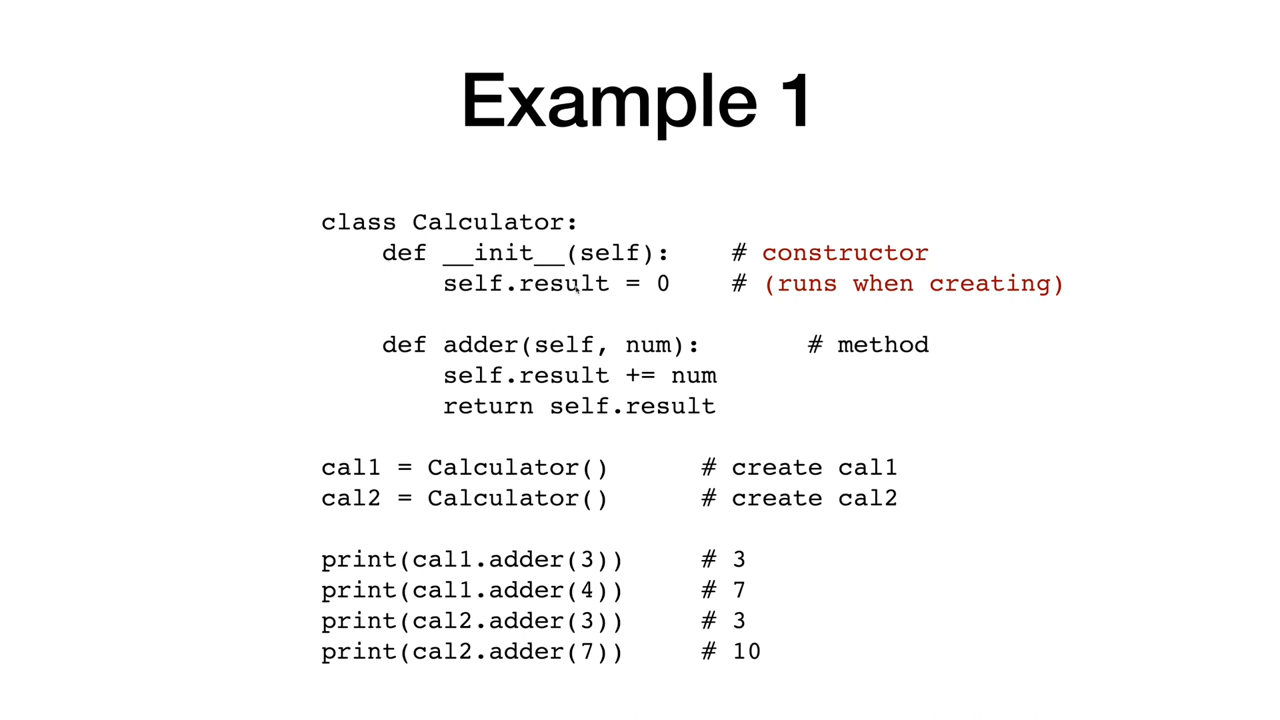 Example 1
class Calculator:
    def __init__(self):    # constructor
        self.result = 0    # (runs when creating)
    def adder(self, num):       # method
        self.result += num
        return self.result
cal1 = Calculator()      # create cal1
cal2 = Calculator()      # create cal2
print(cal1.adder(3))     # 3
print(cal1.adder(4))     # 7
print(cal2.adder(3))     # 3
print(cal2.adder(7))     # 10